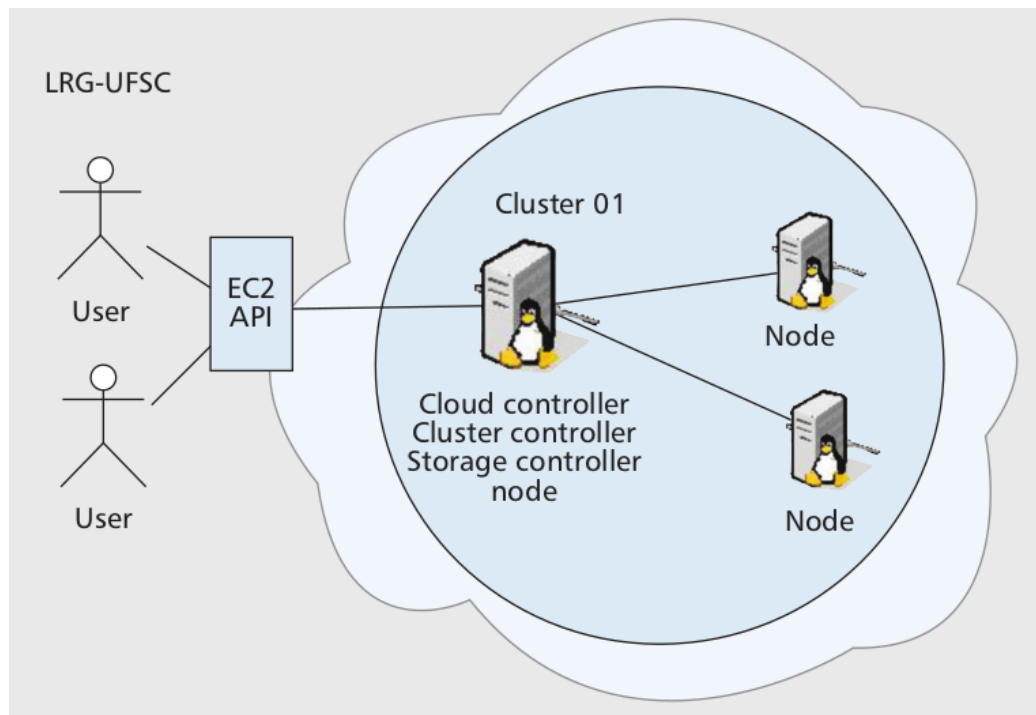 LRG-UFSC
User
User
EC2
API
Cluster 01
Cloud controller
Cluster controller
Storage controller
node
Node
Node